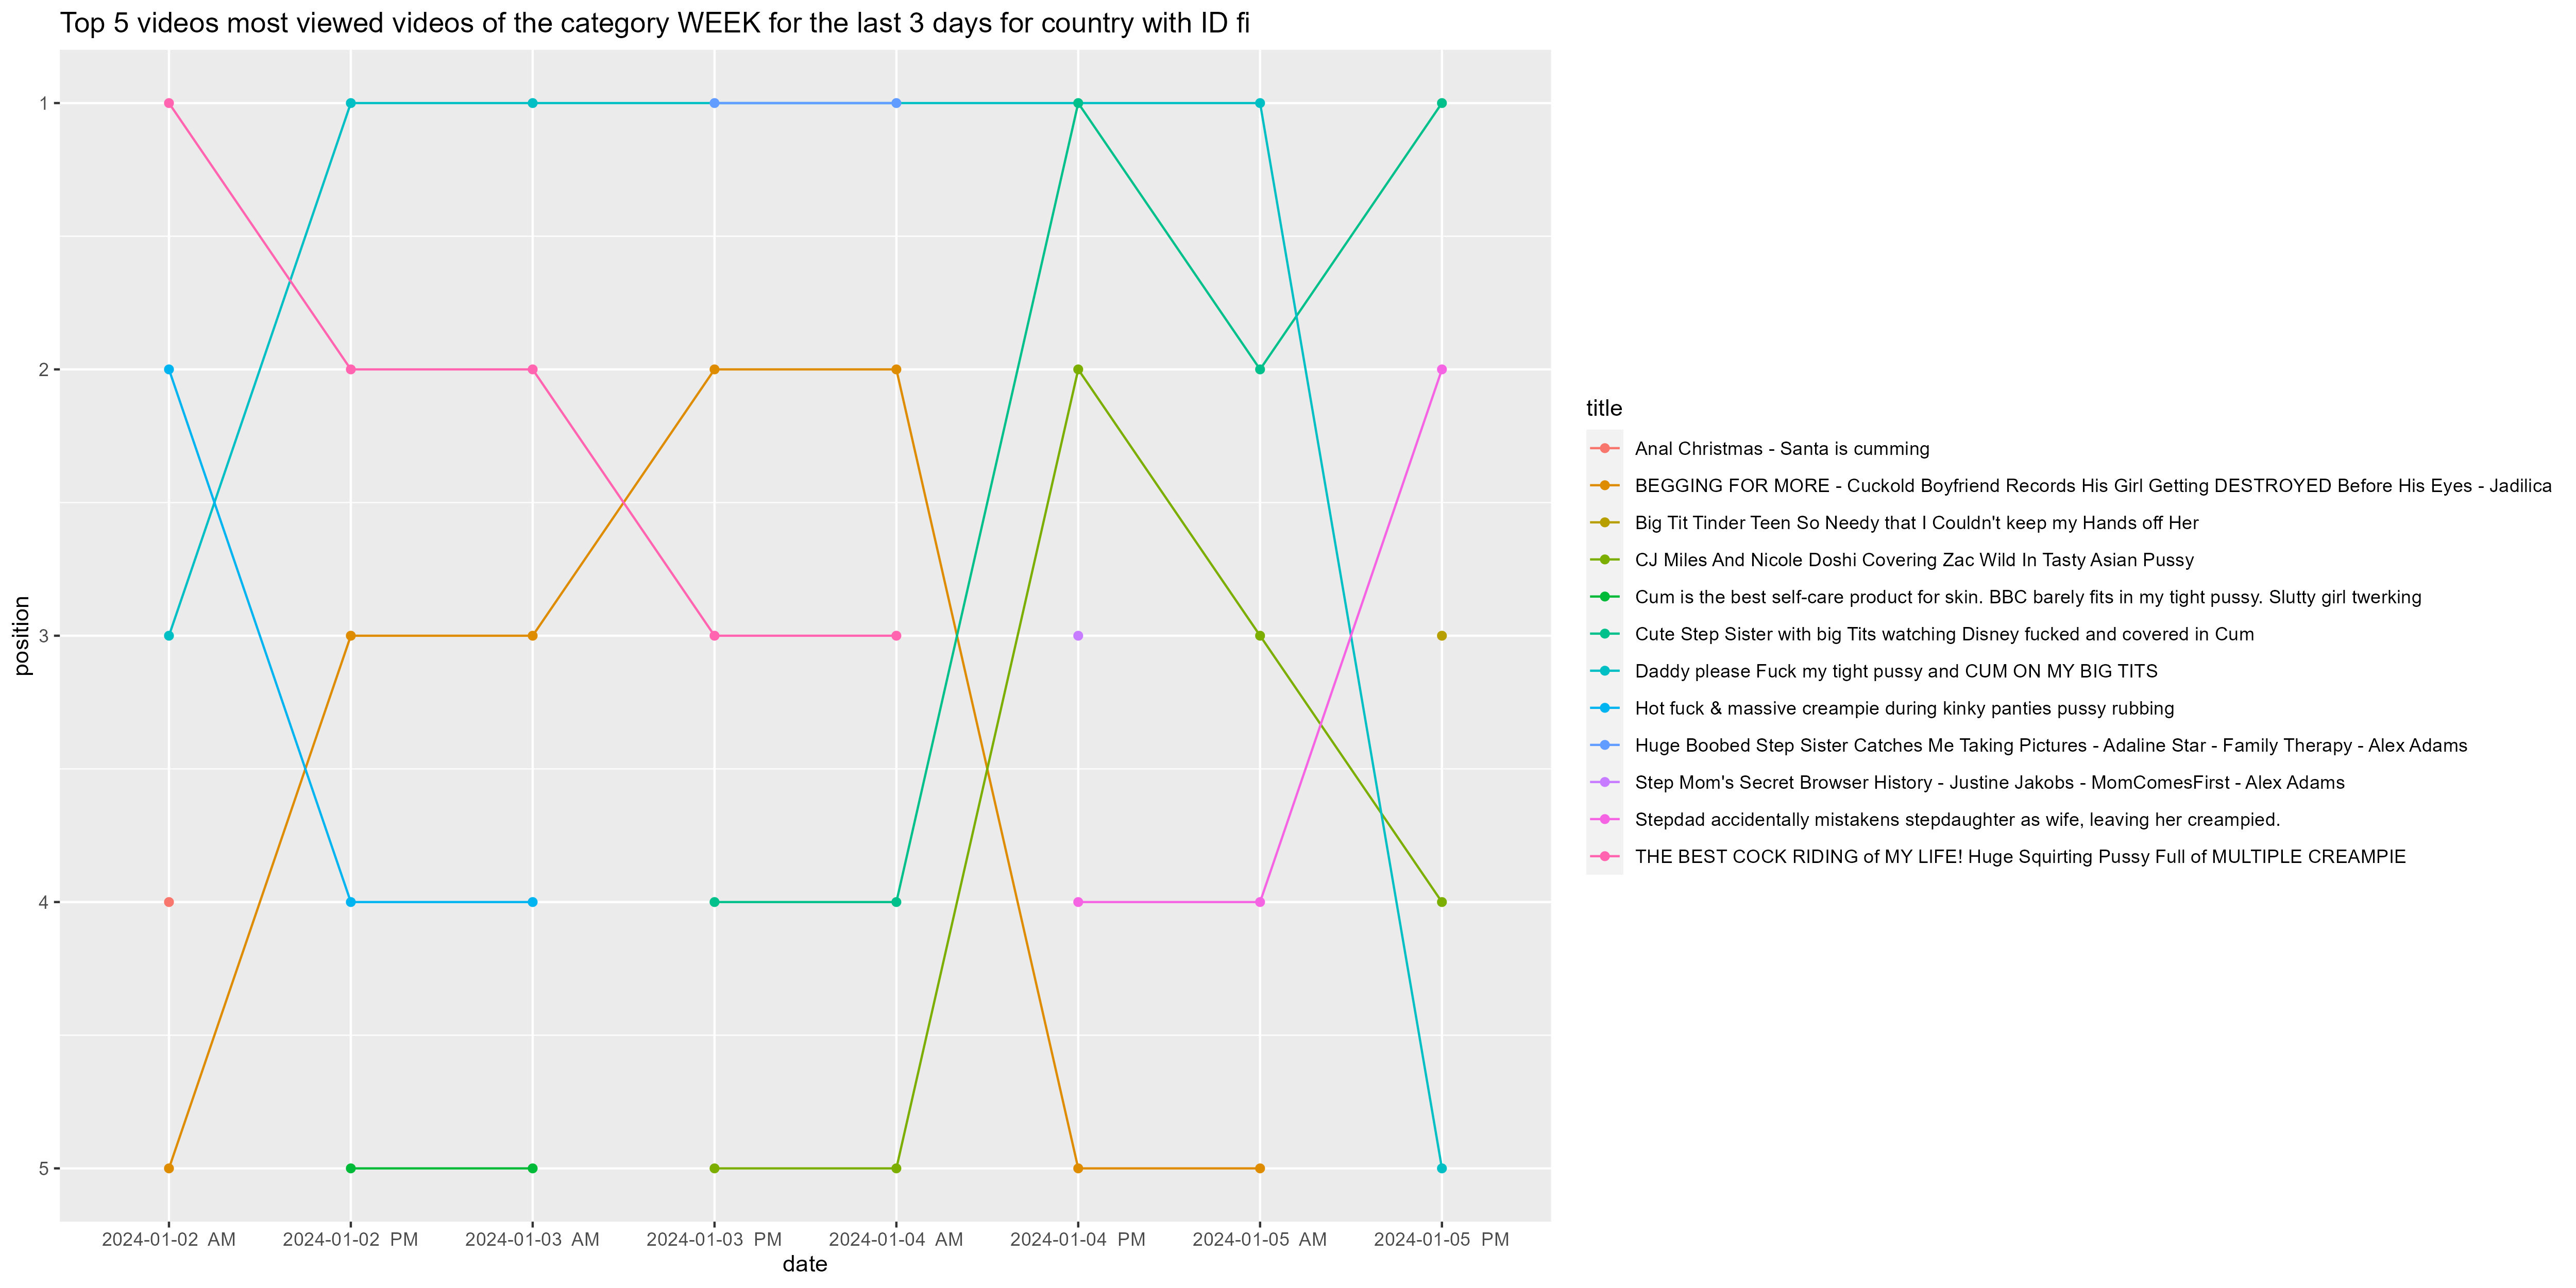 Top 5 videos most viewed videos of the category WEEK for the last 3 days for country with ID fi
position
1
2
3
4
5
2024-01-02 AM
2024-01-02 PM
2024-01-03 AM
2024-01-03 PM
2024-01-04 AM
2024-01-04 PM
2024-01-05 AM
2024-01-05 PM
date
title
Anal Christmas - Santa is cumming
BEGGING FOR MORE - Cuckold Boyfriend Records His Girl Getting DESTROYED Before His Eyes - Jadilica
Big Tit Tinder Teen So Needy that I Couldn't keep my Hands off Her
CJ Miles And Nicole Doshi Covering Zac Wild In Tasty Asian Pussy
Cum is the best self-care product for skin. BBC barely fits in my tight pussy. Slutty girl twerking
Cute Step Sister with big Tits watching Disney fucked and covered in Cum
Daddy please Fuck my tight pussy and CUM ON MY BIG TITS
Hot fuck & massive creampie during kinky panties pussy rubbing
Huge Boobed Step Sister Catches Me Taking Pictures - Adaline Star - Family Therapy - Alex Adams
Step Mom's Secret Browser History - Justine Jakobs - MomComesFirst - Alex Adams
Stepdad accidentally mistakens stepdaughter as wife, leaving her creampied.
THE BEST COCK RIDING of MY LIFE! Huge Squirting Pussy Full of MULTIPLE CREAMPIE